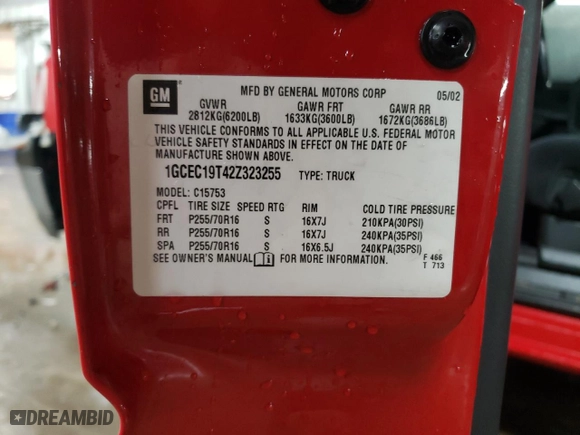 GM
MFD BY GENERAL MOTORS CORP 05/02
GVWR GAWR FRT GAWR RR
2812KG(6200LB) 1633KG(3600LB) 1672KG(3686LB)
THIS VEHICLE CONFORMS TO ALL APPLICABLE U.S. FEDERAL MOTOR
VEHICLE SAFETY STANDARDS IN EFFECT ON THE DATE OF
MANUFACTURE SHOWN ABOVE.
1GCEC19T42Z323255 TYPE: TRUCK
MODEL: C15753
CPFL TIRE SIZE SPEED RTG RIM COLD TIRE PRESSURE
FRT P255/70R16 S 16X7J 210KPA(30PSI)
RR P255/70R16 S 16X7J 240KPA(35PSI)
SPA P255/70R16 S 16X6.5J 240KPA(35PSI)
SEE OWNER'S MANUAL FOR MORE INFORMATION.
F 466
T 713
DREAMBID